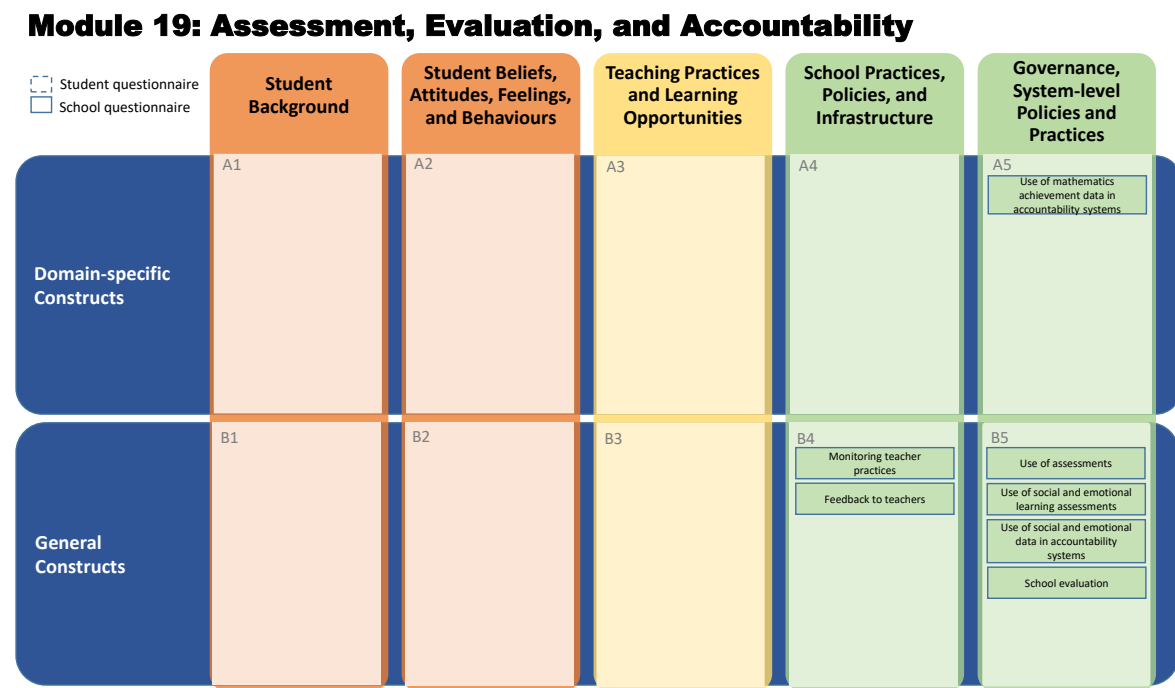 Module 19: Assessment, Evaluation, and Accountability
Student questionnaire
School questionnaire
Student
Background
Student Beliefs,
Attitudes, Feelings,
and Behaviours
Teaching Practices
and Learning
Opportunities
School Practices,
Policies, and
Infrastructure
Governance,
System-level
Policies and
Practices
Domain-specific
Constructs
A1
A2
A3
A4
A5
Use of mathematics
achievement data in
accountability systems
General
Constructs
B1
B2
B3
B4
Monitoring teacher
practices
Feedback to teachers
B5
Use of assessments
Use of social and emotional
learning assessments
Use of social and emotional
data in accountability
systems
School evaluation